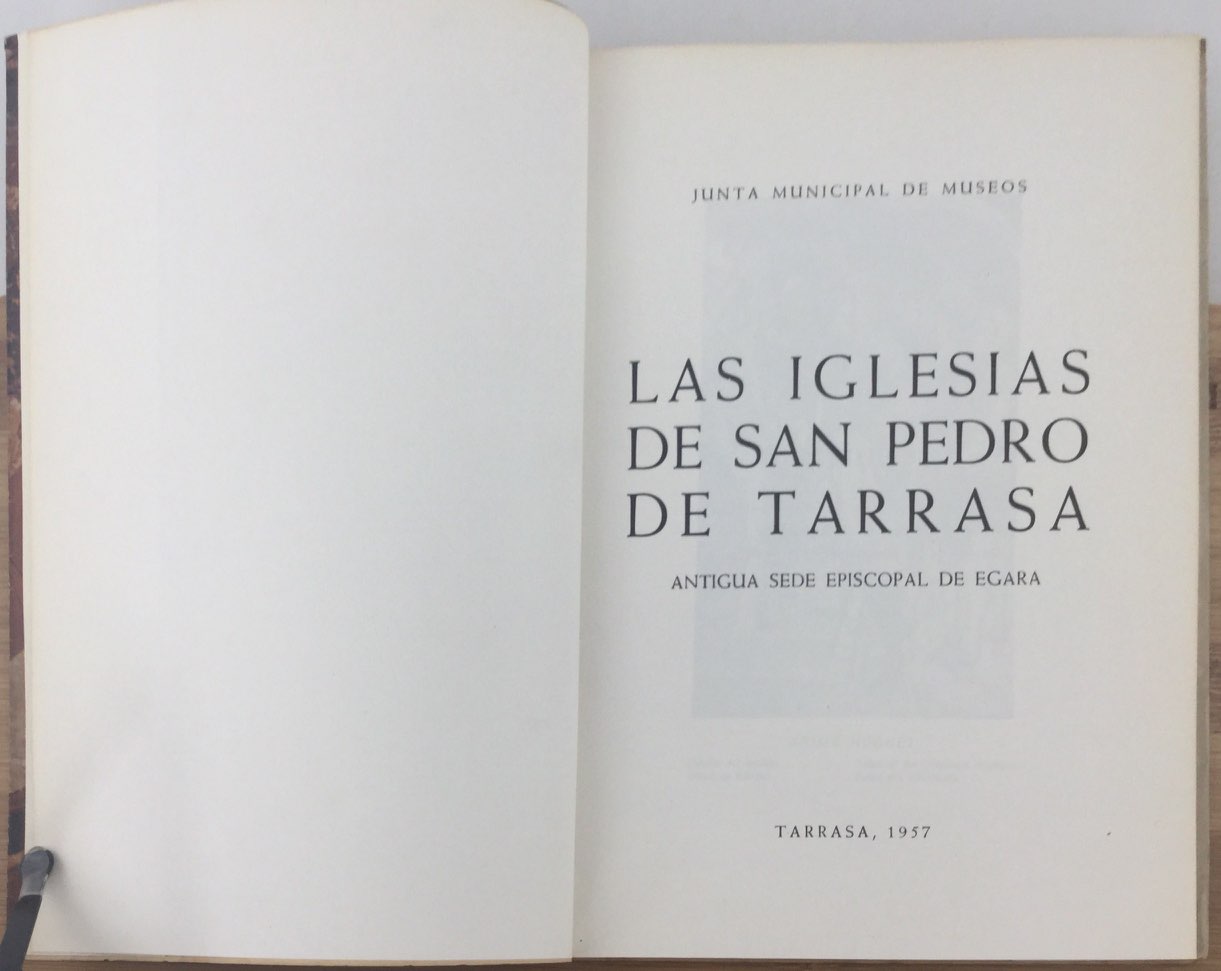 JUNTA MUNICIPAL DE MUSEOS
LAS IGLESIAS
DE SAN PEDRO
DE TARRASA
ANTIGUA SEDE EPISCOPAL DE EGARA
TARRASA, 1957